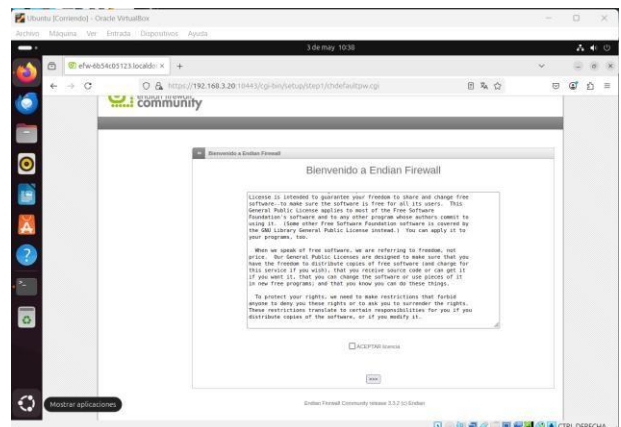 Ubuntu [Corriendo] - Oracle VirtualBox
Archivo Máquina Ver Entrada Dispositivos Ayuda
3 de may 10:38
efw-6b54c05123.localdo
https://192.168.3.20:10443/cgi-bin/setup/step1/chdefaultpw.cgi
endian firewall
community
Bienvenido a Endian Firewall
Bienvenido a Endian Firewall
License is intended to guarantee your freedom to share and change free
software--to make sure the software is free for all its users. This
General Public License applies to most of the Free Software
Foundation's software and to any other program whose authors commit to
using it. (Some other Free Software Foundation software is covered by
the GNU Library General Public License instead.) You can apply it to
your programs, too.
When we speak of free software, we are referring to freedom, not
price. Our General Public Licenses are designed to make sure that you
have the freedom to distribute copies of free software (and charge for
this service if you wish), that you receive source code or can get it
if you want it, that you can change the software or use pieces of it
in new free programs; and that you know you can do these things.
To protect your rights, we need to make restrictions that forbid
anyone to deny you these rights or to ask you to surrender the rights.
These restrictions translate to certain responsibilities for you if you
distribute copies of the software, or if you modify it.
ACEPTAR licencia
>>>
Endian Firewall Community release 3.3.2 (c) Endian
Mostrar aplicaciones
CTRL DERECHA